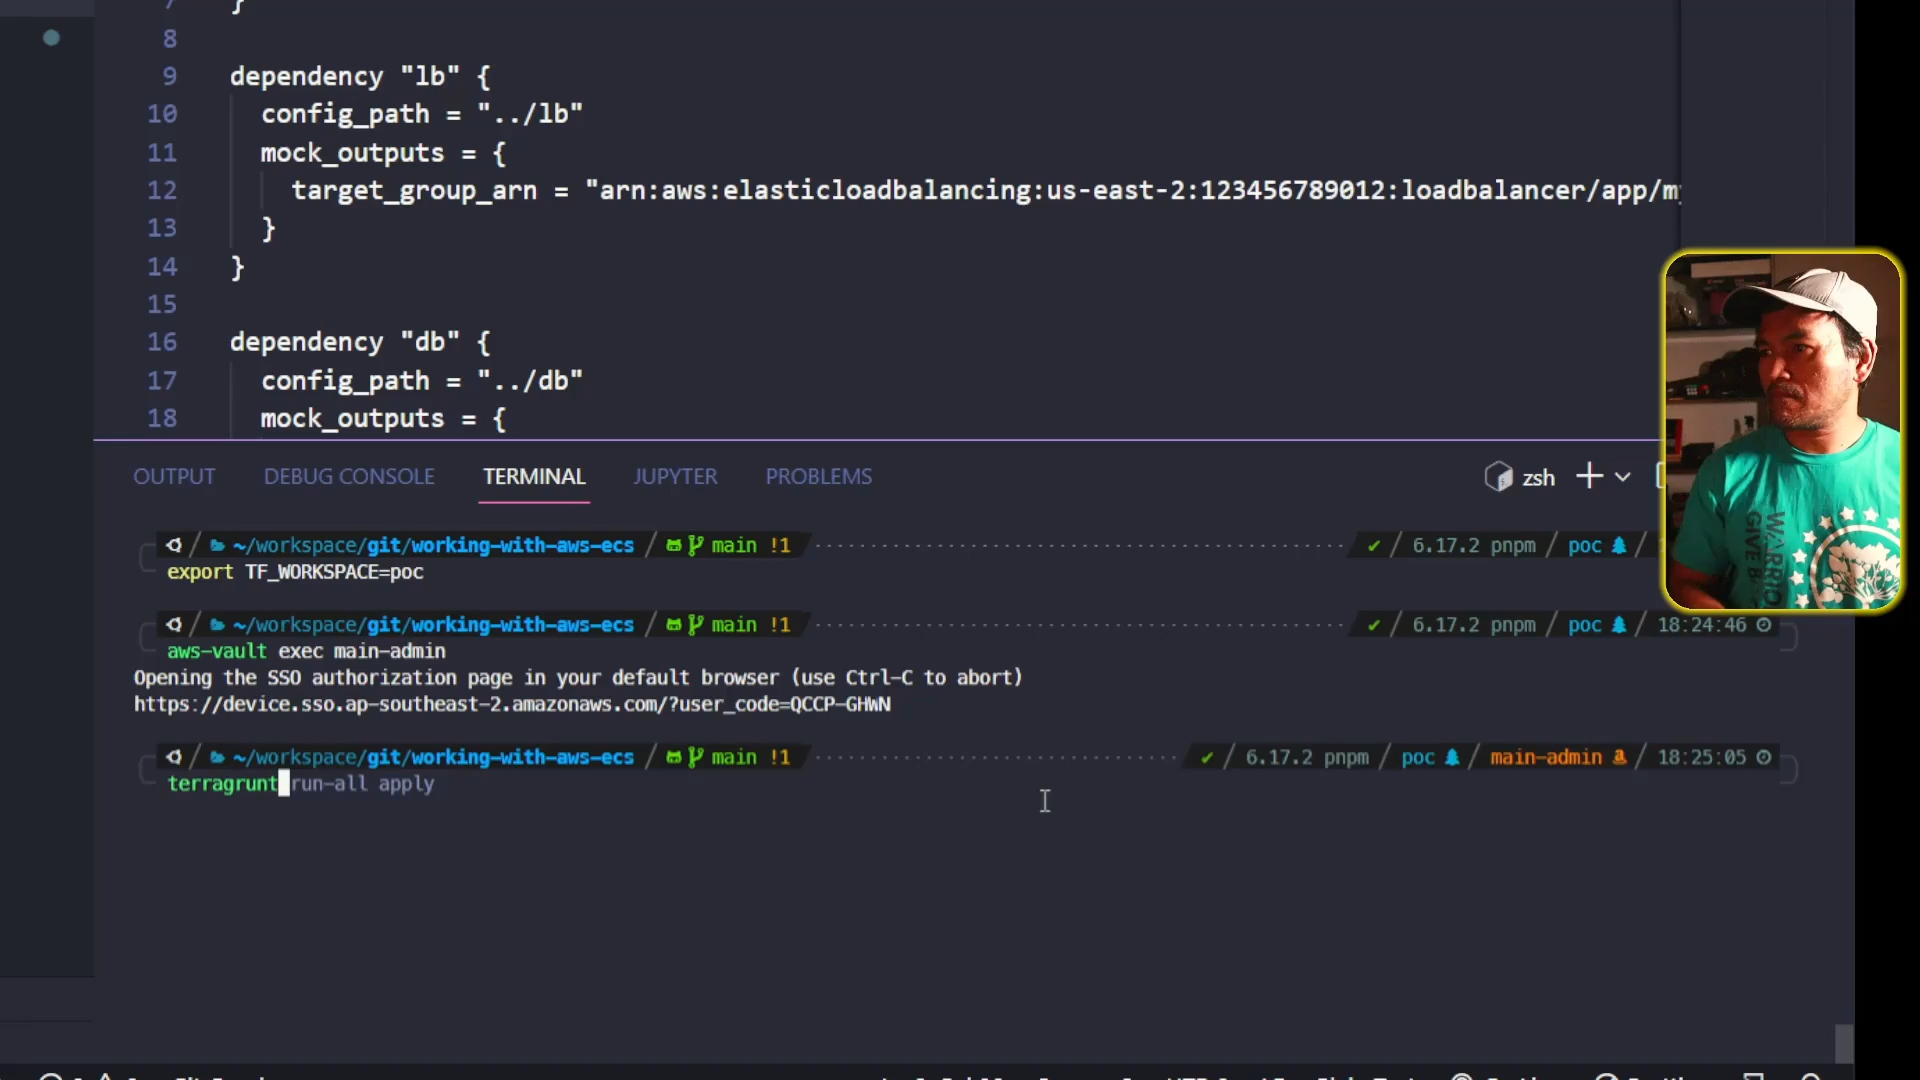 7 }
8
9 dependency "lb" {
10 config_path = "../lb"
11 mock_outputs = {
12 target_group_arn = "arn:aws:elasticloadbalancing:us-east-2:123456789012:loadbalancer/app/my
13 }
14 }
15
16 dependency "db" {
17 config_path = "../db"
18 mock_outputs = {
OUTPUT DEBUG CONSOLE TERMINAL JUPYTER PROBLEMS zsh
~/workspace/git/working-with-aws-ecs / main !1 ✔ / 6.17.2 pnpm / poc /
export TF_WORKSPACE=poc
~/workspace/git/working-with-aws-ecs / main !1 ✔ / 6.17.2 pnpm / poc / 18:24:46
aws-vault exec main-admin
Opening the SSO authorization page in your default browser (use Ctrl-C to abort)
https://device.sso.ap-southeast-2.amazonaws.com/?user_code=QCCP-GHWN
~/workspace/git/working-with-aws-ecs / main !1 ✔ / 6.17.2 pnpm / poc / main-admin / 18:25:05
terragrunt run-all apply